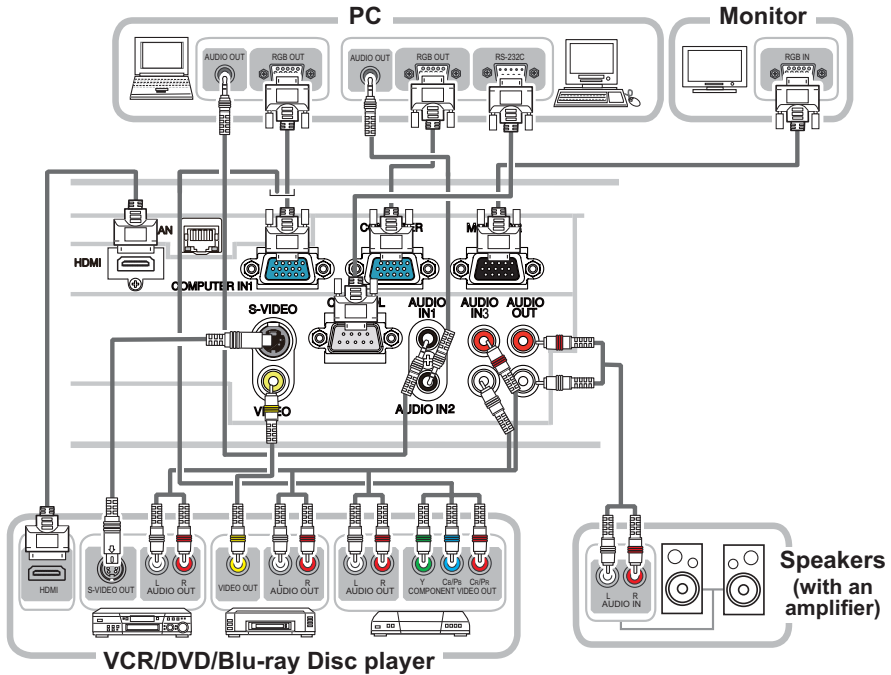 PC
Monitor
AUDIO OUT
RGB OUT
AUDIO OUT
RGB OUT
RS-232C
RGB IN
AN
HDMI
COMPUTER IN1
S-VIDEO
AUDIO
IN1
AUDIO
IN3
AUDIO
OUT
AUDIO IN2
HDMI
S-VIDEO OUT
L
R
AUDIO OUT
VIDEO OUT
L
R
AUDIO OUT
L
R
AUDIO OUT
Y
CB/PB
CR/PR
COMPONENT VIDEO OUT
L
R
AUDIO IN
Speakers
(with an
amplifier)
VCR/DVD/Blu-ray Disc player